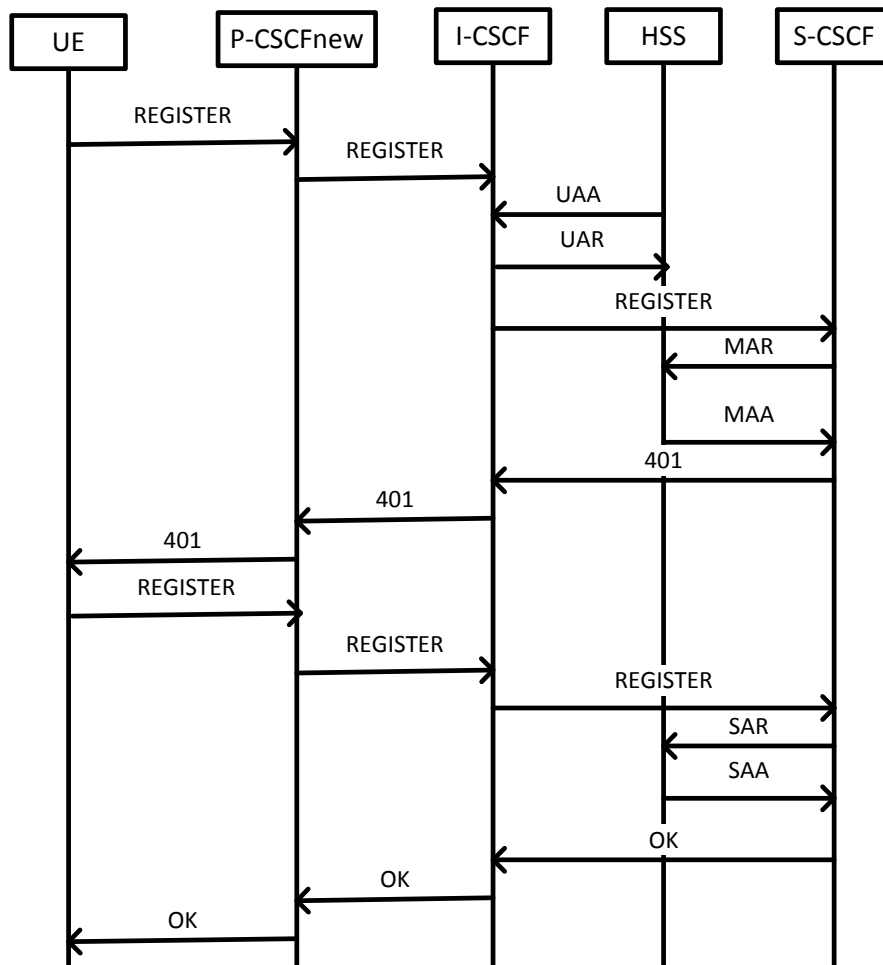 UE
P-CSCFnew
I-CSCF
HSS
S-CSCF
REGISTER
REGISTER
UAA
UAR
REGISTER
MAR
MAA
401
401
401
REGISTER
REGISTER
REGISTER
SAR
SAA
OK
OK
OK